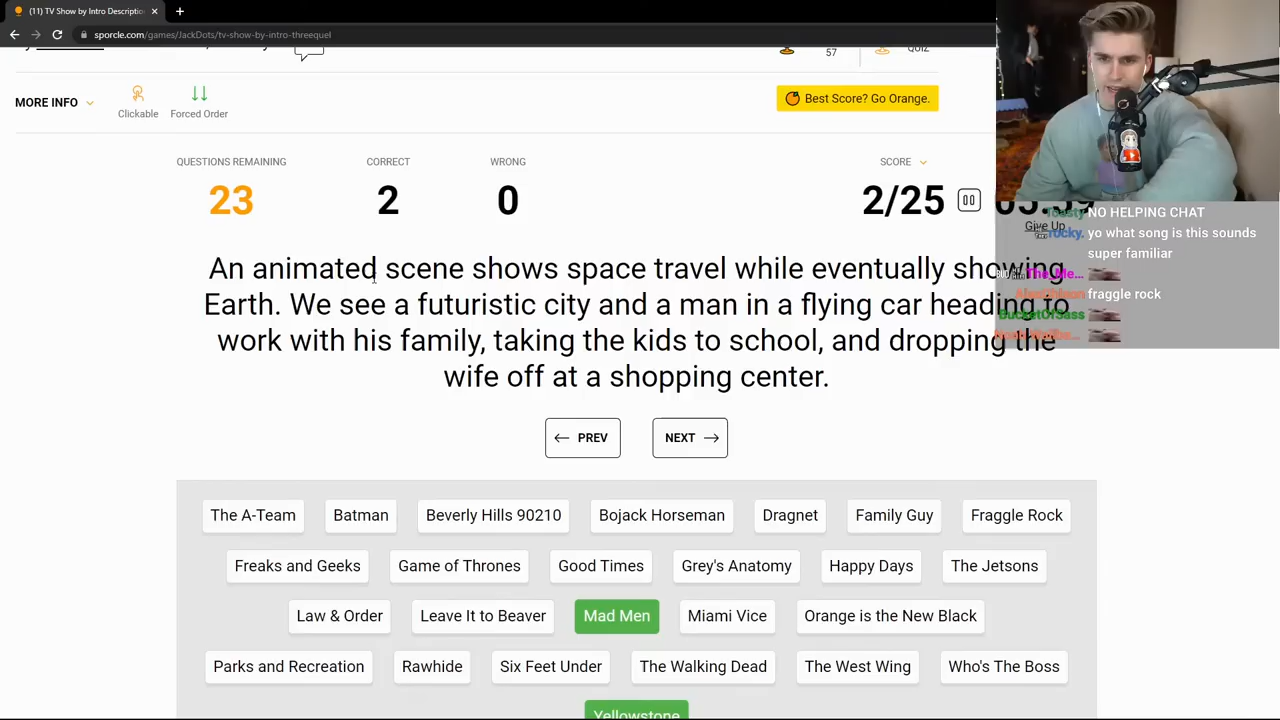 (11) TV Show by Intro Descriptio
sporcle.com/games/JackDots/tv-show-by-intro-threequel
57
QUIZ
MORE INFO
Clickable
Forced Order
Best Score? Go Orange.
QUESTIONS REMAINING
CORRECT
WRONG
SCORE
23
2
0
2/25
Give Up
Toasty NO HELPING CHAT
rocky. yo what song is this sounds
super familiar
The_Me...
fraggle rock
BucketOfSass
An animated scene shows space travel while eventually showing
Earth. We see a futuristic city and a man in a flying car heading to
work with his family, taking the kids to school, and dropping the
wife off at a shopping center.
PREV
NEXT
The A-Team
Batman
Beverly Hills 90210
Bojack Horseman
Dragnet
Family Guy
Fraggle Rock
Freaks and Geeks
Game of Thrones
Good Times
Grey's Anatomy
Happy Days
The Jetsons
Law & Order
Leave It to Beaver
Mad Men
Miami Vice
Orange is the New Black
Parks and Recreation
Rawhide
Six Feet Under
The Walking Dead
The West Wing
Who's The Boss
Yellowstone